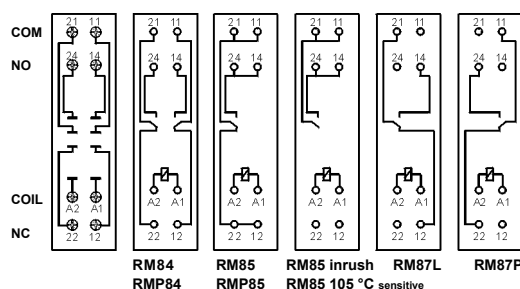 21 11 21 11 21 11 21 11 21 11 21 11
COM
24 14 24 14 24 14 24 14 24 14 24 14
NO
COIL
A2 A1 A2 A1 A2 A1 A2 A1 A2 A1 A2 A1
NC
22 12 22 12 22 12 22 12 22 12 22 12
RM84 RM85 RM85 inrush RM87L RM87P
RMP84 RMP85 RM85 105 °C sensitive